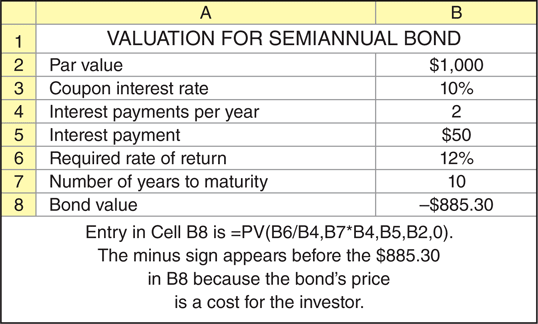 A B
1 VALUATION FOR SEMIANNUAL BOND
2 Par value $1,000
3 Coupon interest rate 10%
4 Interest payments per year 2
5 Interest payment $50
6 Required rate of return 12%
7 Number of years to maturity 10
8 Bond value –$885.30
Entry in Cell B8 is =PV(B6/B4,B7*B4,B5,B2,0).
The minus sign appears before the $885.30
in B8 because the bond’s price
is a cost for the investor.